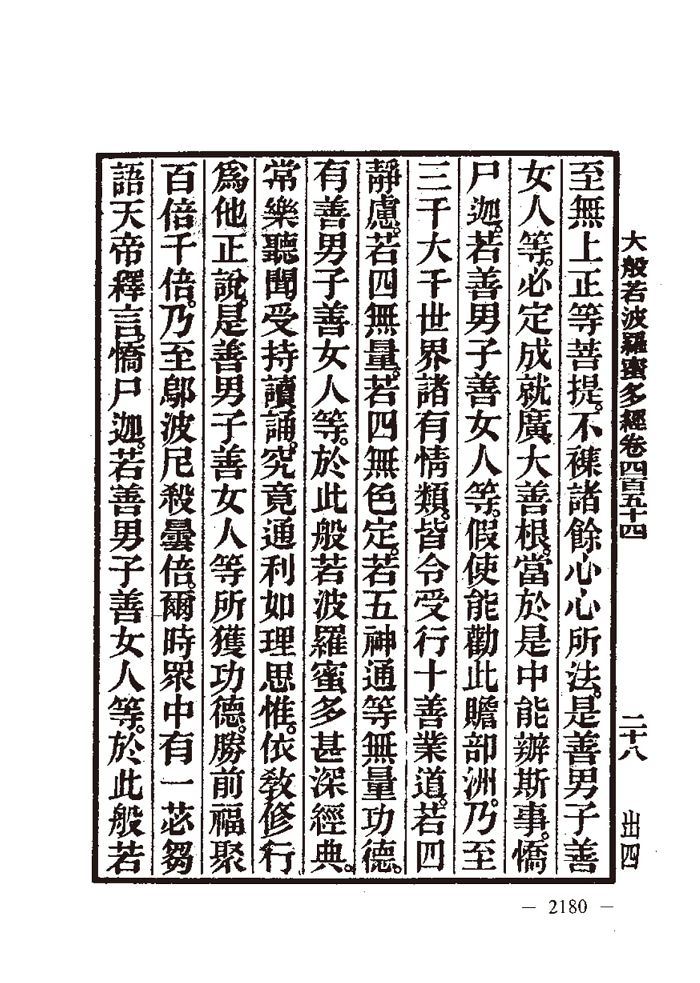 大般若波羅蜜多經卷四百五十四 二十八 出四
至無上正等菩提。不襍諸餘心心所法。是善男子善
女人等。必定成就廣大善根。當於是中能辦斯事。憍
尸迦。若善男子善女人等。假使能勸此贍部洲。乃至
三千大千世界諸有情類。皆令受行十善業道。若四
靜慮。若四無量。若四無色定。若五神通等無量功德。
有善男子善女人等。於此般若波羅蜜多甚深經典。
常樂聽聞受持讀誦。究竟通利如理思惟。依教修行
爲他正說。是善男子善女人等所獲功德。勝前福聚
百倍千倍。乃至鄔波尼殺曇倍。爾時眾中有一苾芻
語天帝釋言。憍尸迦。若善男子善女人等。於此般若
— 2180 —